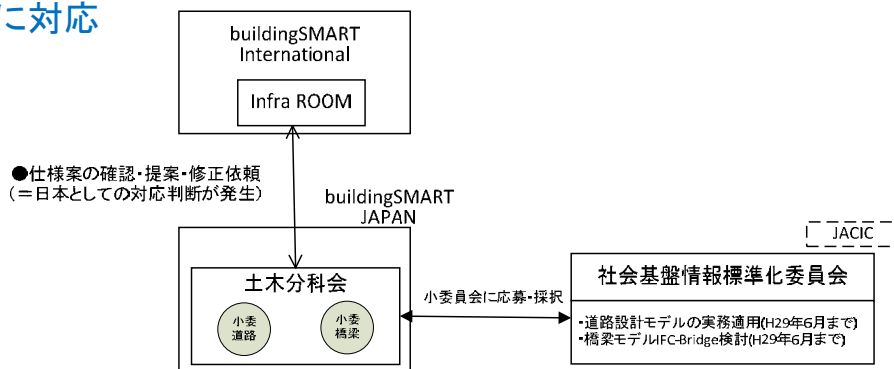 に対応
buildingSMART
International
Infra ROOM
●仕様案の確認・提案・修正依頼
(=日本としての対応判断が発生)
buildingSMART
JAPAN
JACIC
土木分科会
小委
道路
小委
橋梁
小委員会に応募・採択
社会基盤情報標準化委員会
・道路設計モデルの実務適用(H29年6月まで)
・橋梁モデルIFC-Bridge検討(H29年6月まで)